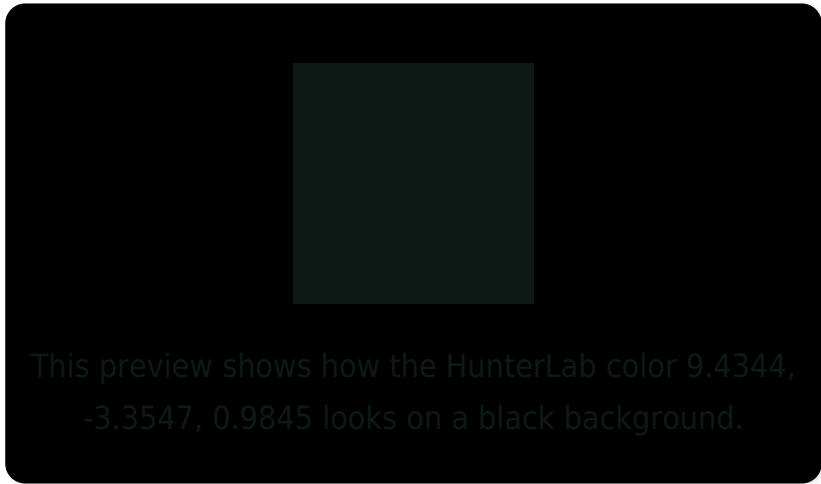 This preview shows how the HunterLab color 9.4344,
-3.3547, 0.9845 looks on a black background.